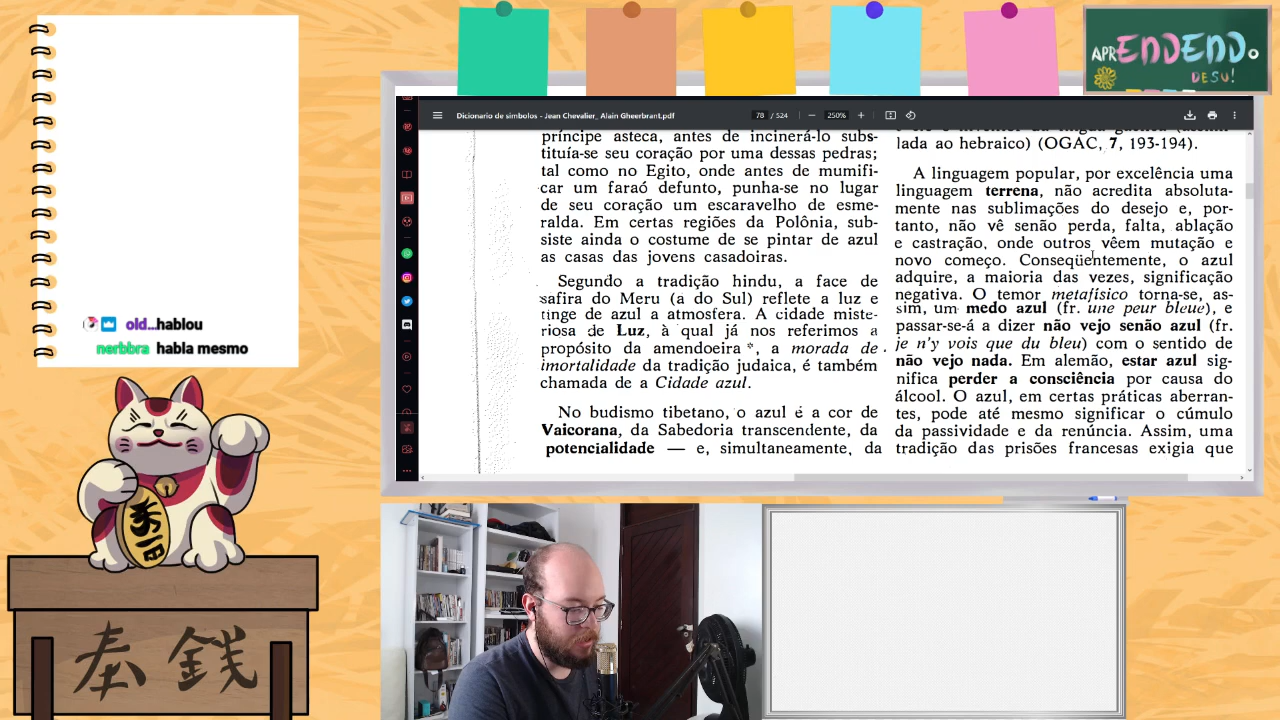 APRENDENDO
DESU!
Dicionario de símbolos - Jean Chevalier_ Alain Gheerbrant.pdf
78 / 524
250%
príncipe asteca, antes de incinerá-lo subs-
tituía-se seu coração por uma dessas pedras;
tal como no Egito, onde antes de mumifi-
car um faraó defunto, punha-se no lugar
de seu coração um escaravelho de esme-
ralda. Em certas regiões da Polônia, sub-
siste ainda o costume de se pintar de azul
as casas das jovens casadoiras.
Segundo a tradição hindu, a face de
safira do Meru (a do Sul) reflete a luz e
tinge de azul a atmosfera. A cidade miste-
riosa de Luz, à qual já nos referimos a
propósito da amendoeira *, a morada de
imortalidade da tradição judaica, é também
chamada de a Cidade azul.
No budismo tibetano, o azul é a cor de
Vaicorana, da Sabedoria transcendente, da
potencialidade — e, simultaneamente, da
lada ao hebraico) (OGAC, 7, 193-194).
A linguagem popular, por excelência uma
linguagem terrena, não acredita absoluta-
mente nas sublimações do desejo e, por-
tanto, não vê senão perda, falta, ablação
e castração, onde outros vêem mutação e
novo começo. Conseqüentemente, o azul
adquire, a maioria das vezes, significação
negativa. O temor metafísico torna-se, as-
sim, um medo azul (fr. une peur bleue), e
passar-se-á a dizer não vejo senão azul (fr.
je n'y vois que du bleu) com o sentido de
não vejo nada. Em alemão, estar azul sig-
nifica perder a consciência por causa do
álcool. O azul, em certas práticas aberran-
tes, pode até mesmo significar o cúmulo
da passividade e da renúncia. Assim, uma
tradição das prisões francesas exigia que
old...hablou
nerbbra habla mesmo
奉銭